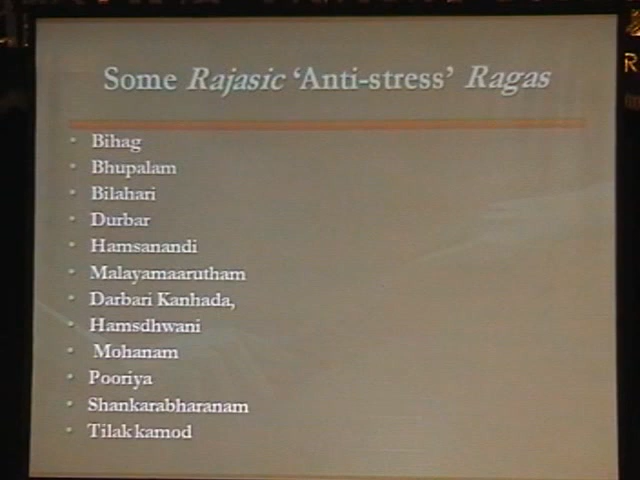 Some Rajasic ‘Anti-stress’ Ragas
• Bihag
• Bhupalam
• Bilahari
• Durbar
• Hamsanandi
• Malayamaarutham
• Darbari Kanhada,
• Hamsdhwani
• Mohanam
• Pooriya
• Shankarabharanam
• Tilak kamod
R